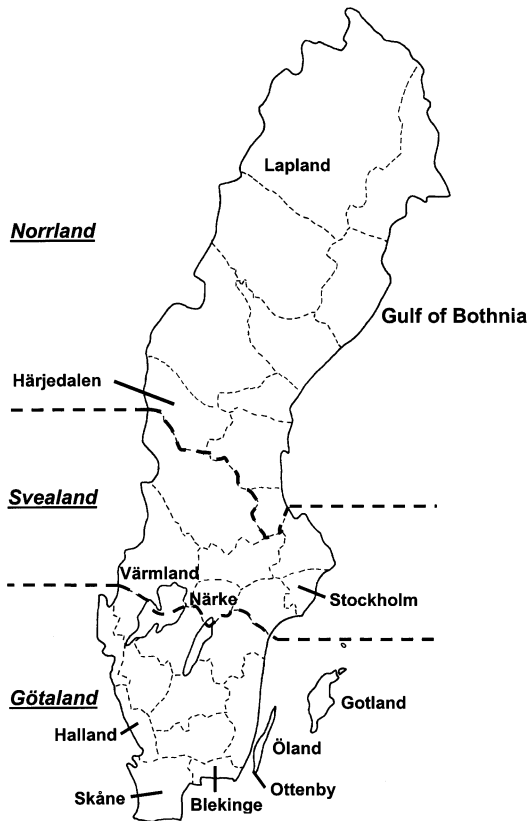 Lapland
Norrland
Gulf of Bothnia
Härjedalen
Svealand
Värmland
Närke
Stockholm
Götaland
Gotland
Halland
Öland
Ottenby
Skåne
Blekinge